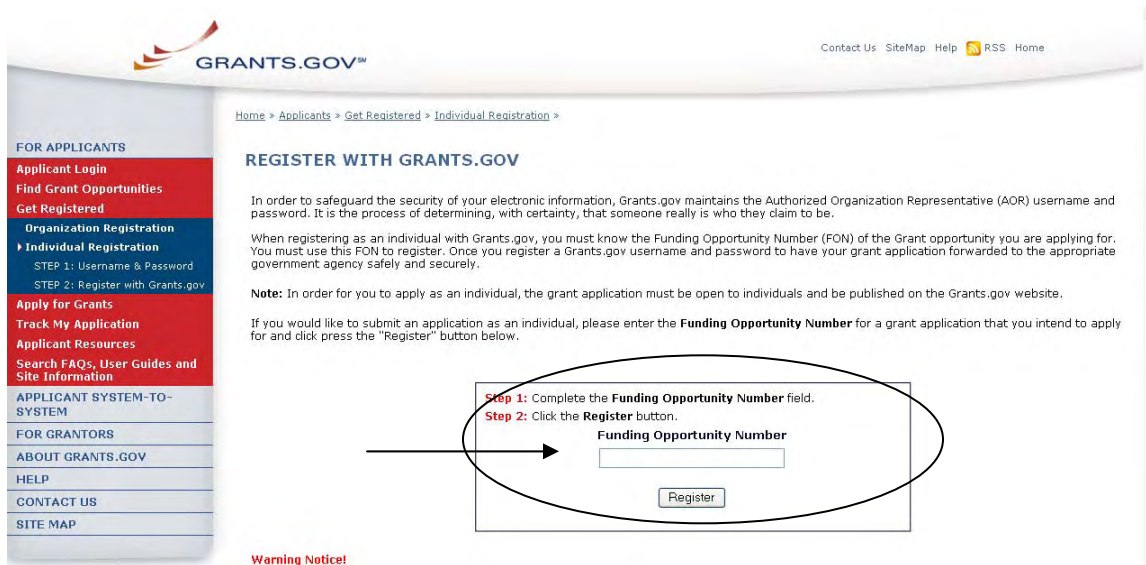 GRANTS.GOV℠
Contact Us SiteMap Help RSS Home
Home » Applicants » Get Registered » Individual Registration »
FOR APPLICANTS
Applicant Login
Find Grant Opportunities
Get Registered
Organization Registration
Individual Registration
STEP 1: Username & Password
STEP 2: Register with Grants.gov
Apply for Grants
Track My Application
Applicant Resources
Search FAQs, User Guides and
Site Information
APPLICANT SYSTEM-TO-
SYSTEM
FOR GRANTORS
ABOUT GRANTS.GOV
HELP
CONTACT US
SITE MAP
REGISTER WITH GRANTS.GOV
In order to safeguard the security of your electronic information, Grants.gov maintains the Authorized Organization Representative (AOR) username and
password. It is the process of determining, with certainty, that someone really is who they claim to be.
When registering as an individual with Grants.gov, you must know the Funding Opportunity Number (FON) of the Grant opportunity you are applying for.
You must use this FON to register. Once you register a Grants.gov username and password to have your grant application forwarded to the appropriate
government agency safely and securely.
Note: In order for you to apply as an individual, the grant application must be open to individuals and be published on the Grants.gov website.
If you would like to submit an application as an individual, please enter the Funding Opportunity Number for a grant application that you intend to apply
for and click press the "Register" button below.
Step 1: Complete the Funding Opportunity Number field.
Step 2: Click the Register button.
Funding Opportunity Number
Register
Warning Notice!